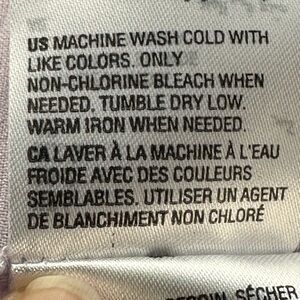 US MACHINE WASH COLD WITH
LIKE COLORS. ONLY
NON-CHLORINE BLEACH WHEN
NEEDED. TUMBLE DRY LOW.
WARM IRON WHEN NEEDED.
CA LAVER À LA MACHINE À L'EAU
FROIDE AVEC DES COULEURS
SEMBLABLES. UTILISER UN AGENT
DE BLANCHIMENT NON CHLORÉ
SÉCHER